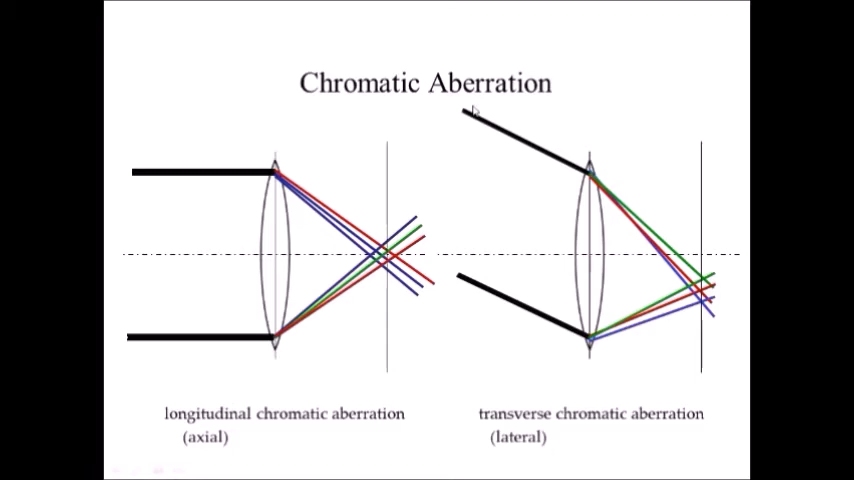 Chromatic Aberration
longitudinal chromatic aberration
(axial)
transverse chromatic aberration
(lateral)